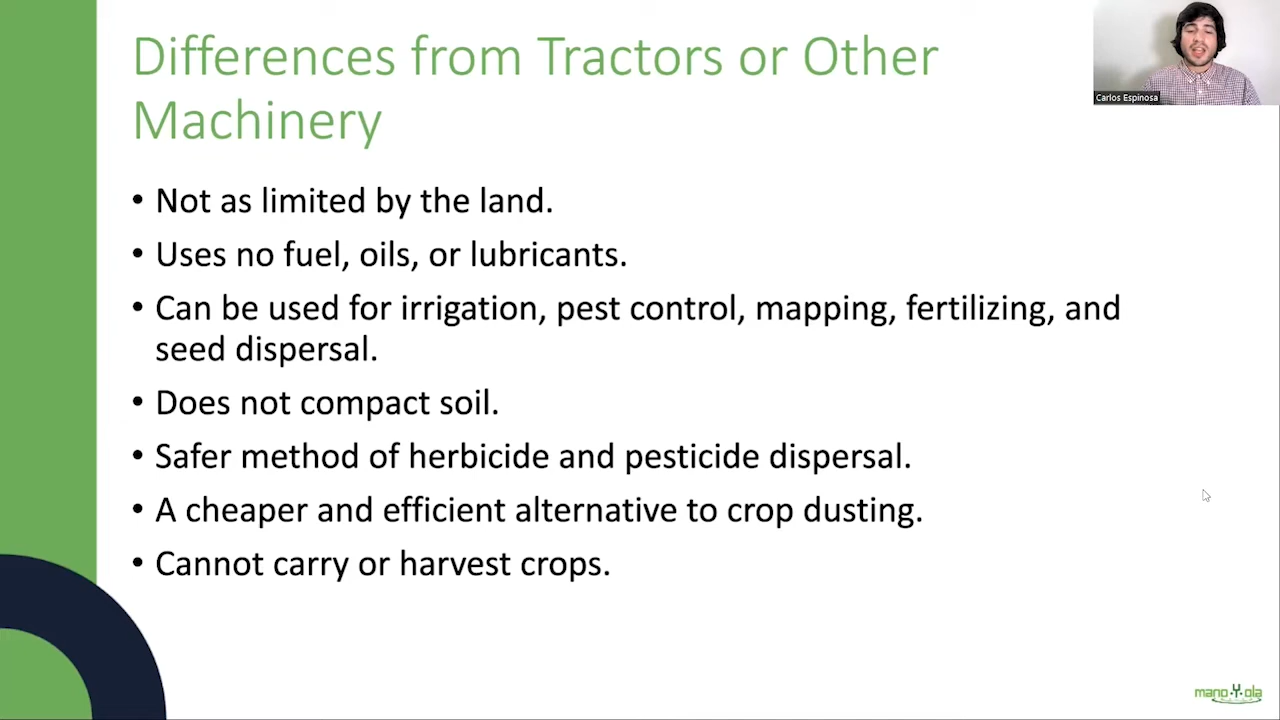 Differences from Tractors or Other
Machinery
Carlos Espinosa
• Not as limited by the land.
• Uses no fuel, oils, or lubricants.
• Can be used for irrigation, pest control, mapping, fertilizing, and
seed dispersal.
• Does not compact soil.
• Safer method of herbicide and pesticide dispersal.
• A cheaper and efficient alternative to crop dusting.
• Cannot carry or harvest crops.
mano·Y·ola